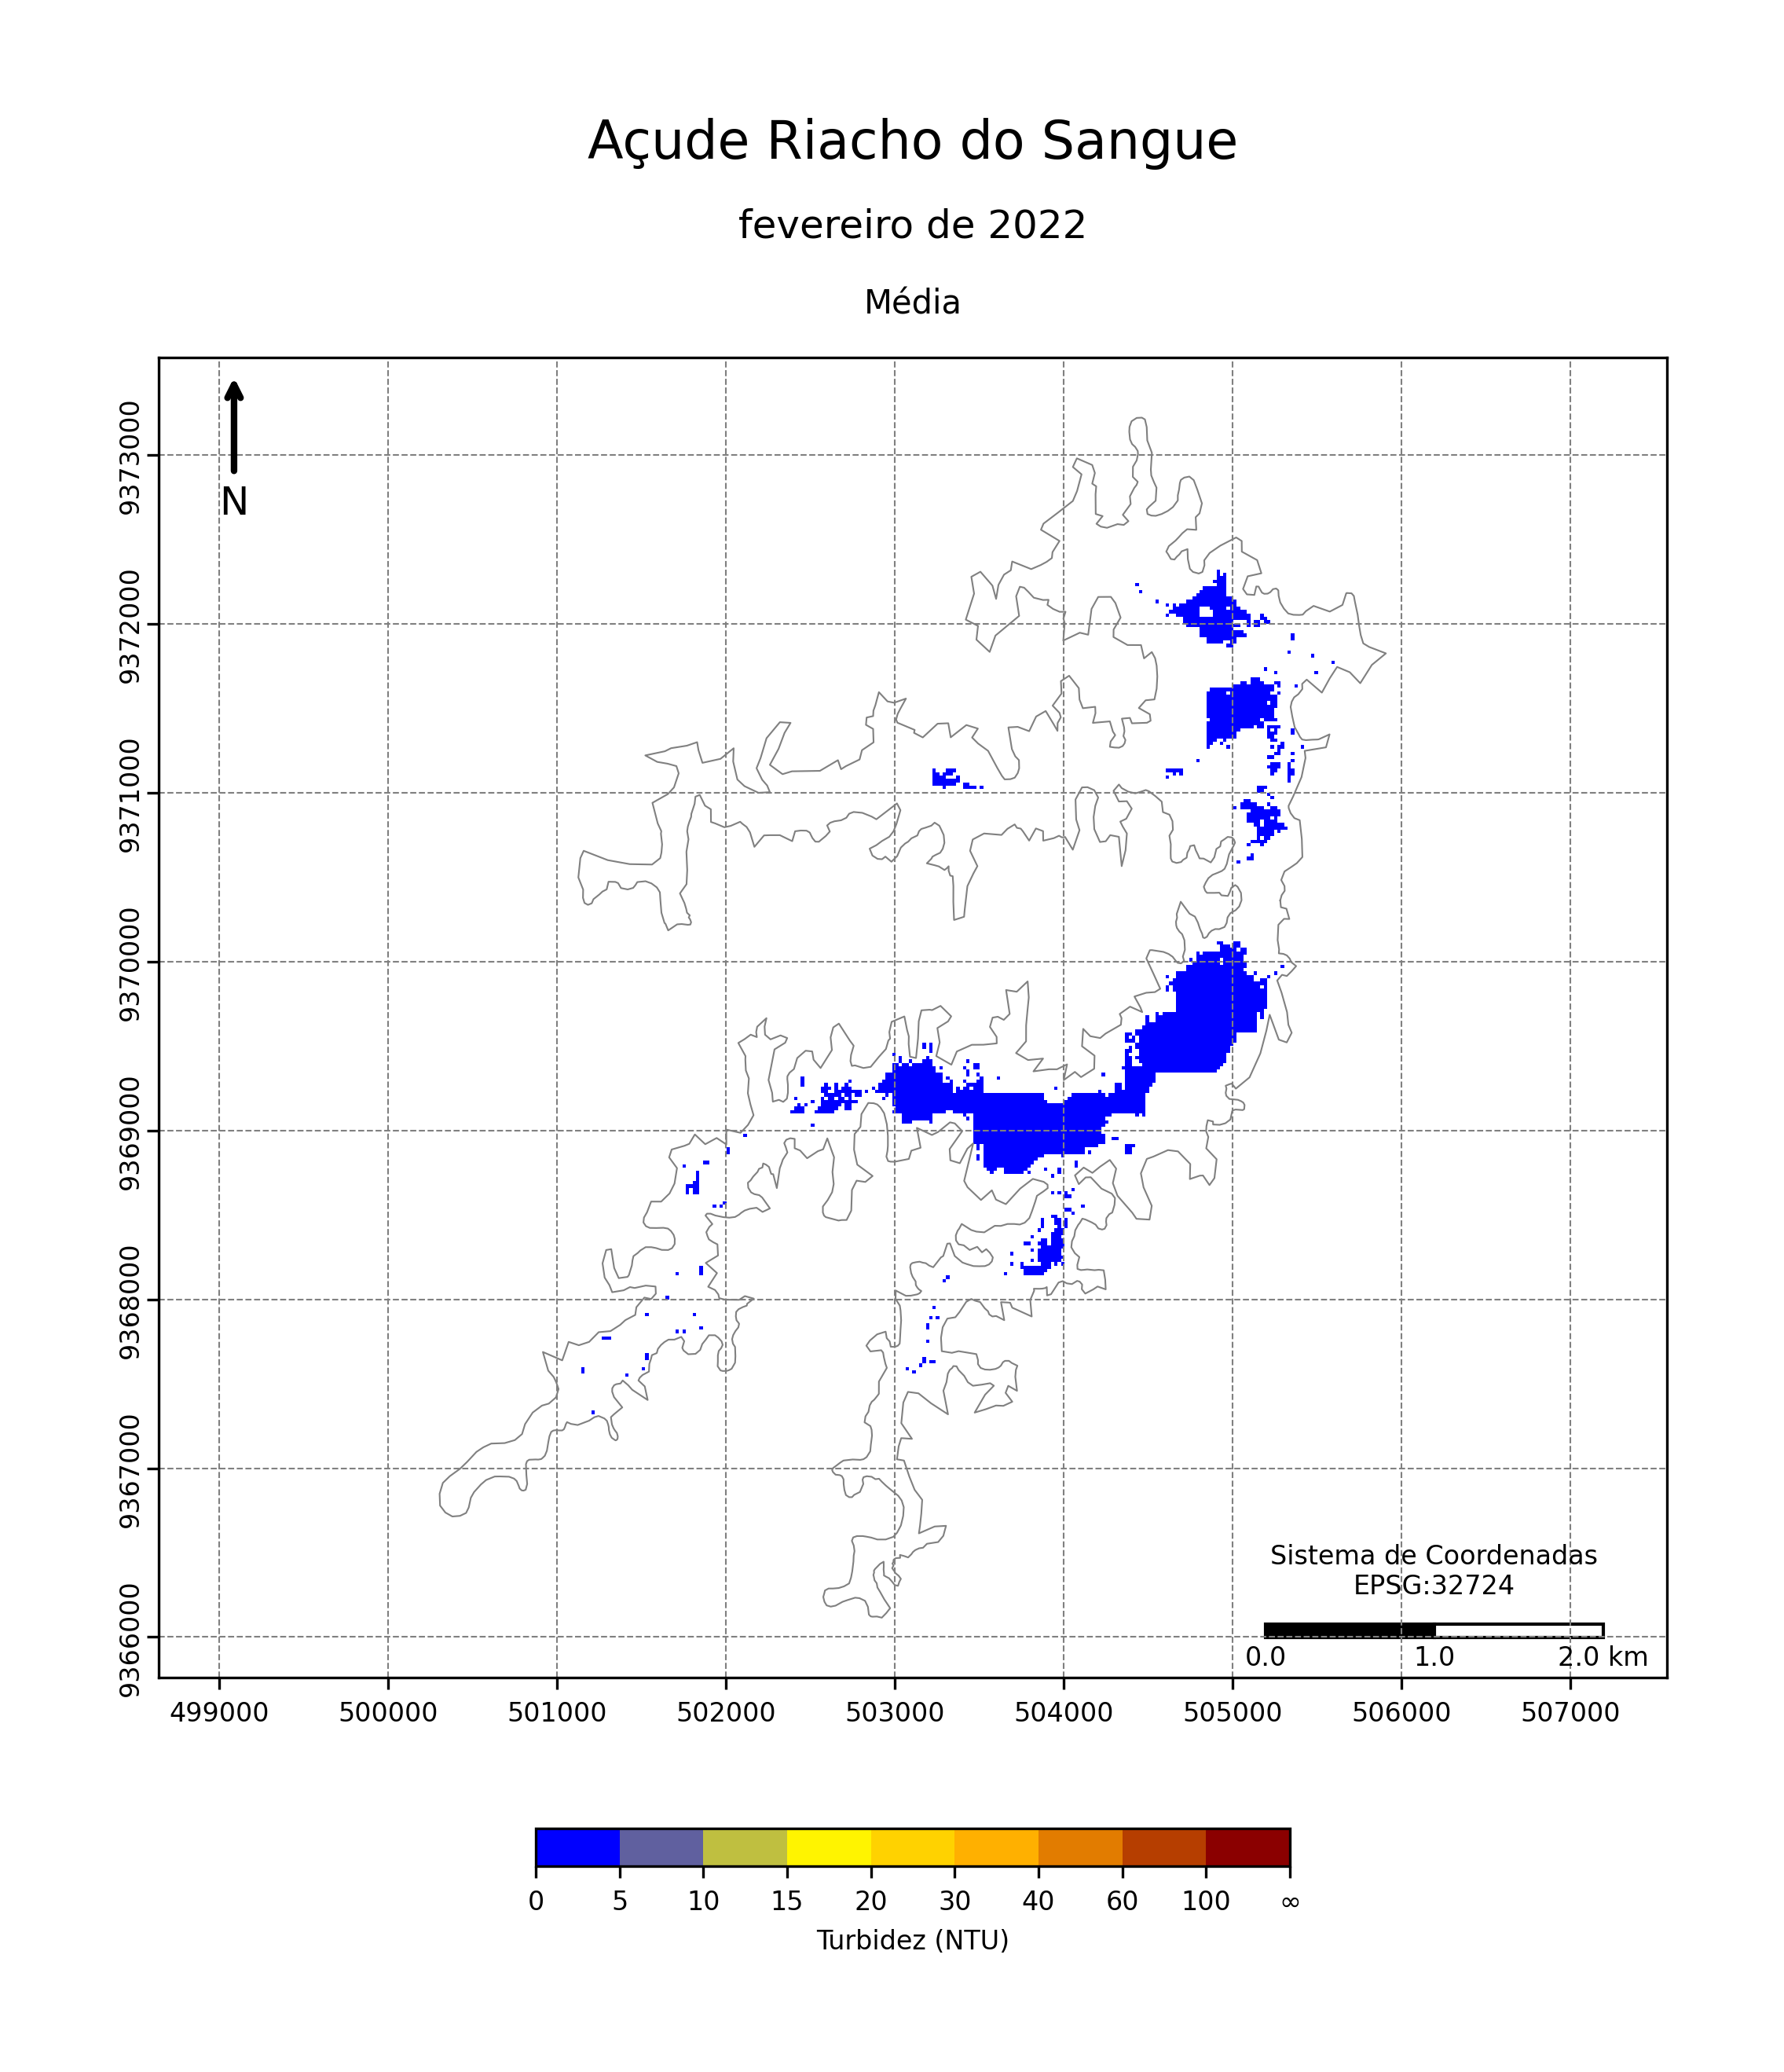 Açude Riacho do Sangue
fevereiro de 2022
Média
N
9373000
9372000
9371000
9370000
9369000
9368000
9367000
9366000
Sistema de Coordenadas
EPSG:32724
0.0 1.0 2.0 km
499000 500000 501000 502000 503000 504000 505000 506000 507000
0 5 10 15 20 30 40 60 100 ∞
Turbidez (NTU)